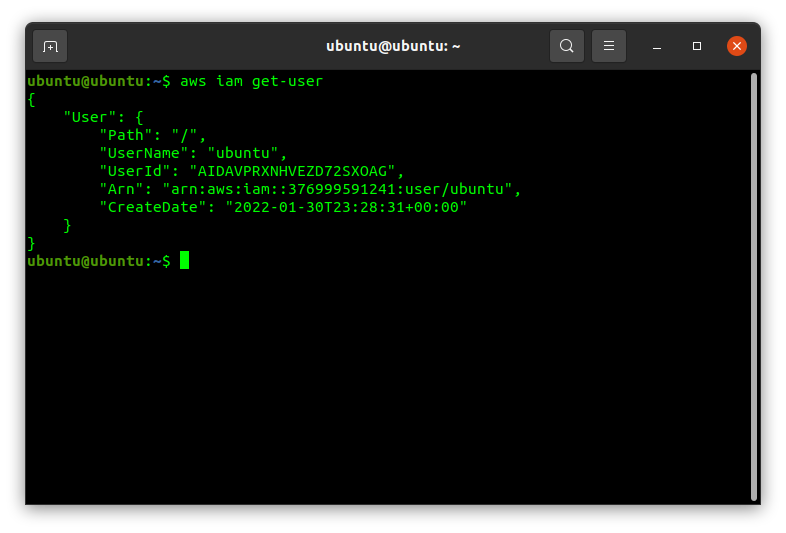 ubuntu@ubuntu: ~
ubuntu@ubuntu:~$ aws iam get-user
{
    "User": {
        "Path": "/",
        "UserName": "ubuntu",
        "UserId": "AIDAVPRXNHVEZD72SXOAG",
        "Arn": "arn:aws:iam::376999591241:user/ubuntu",
        "CreateDate": "2022-01-30T23:28:31+00:00"
    }
}
ubuntu@ubuntu:~$